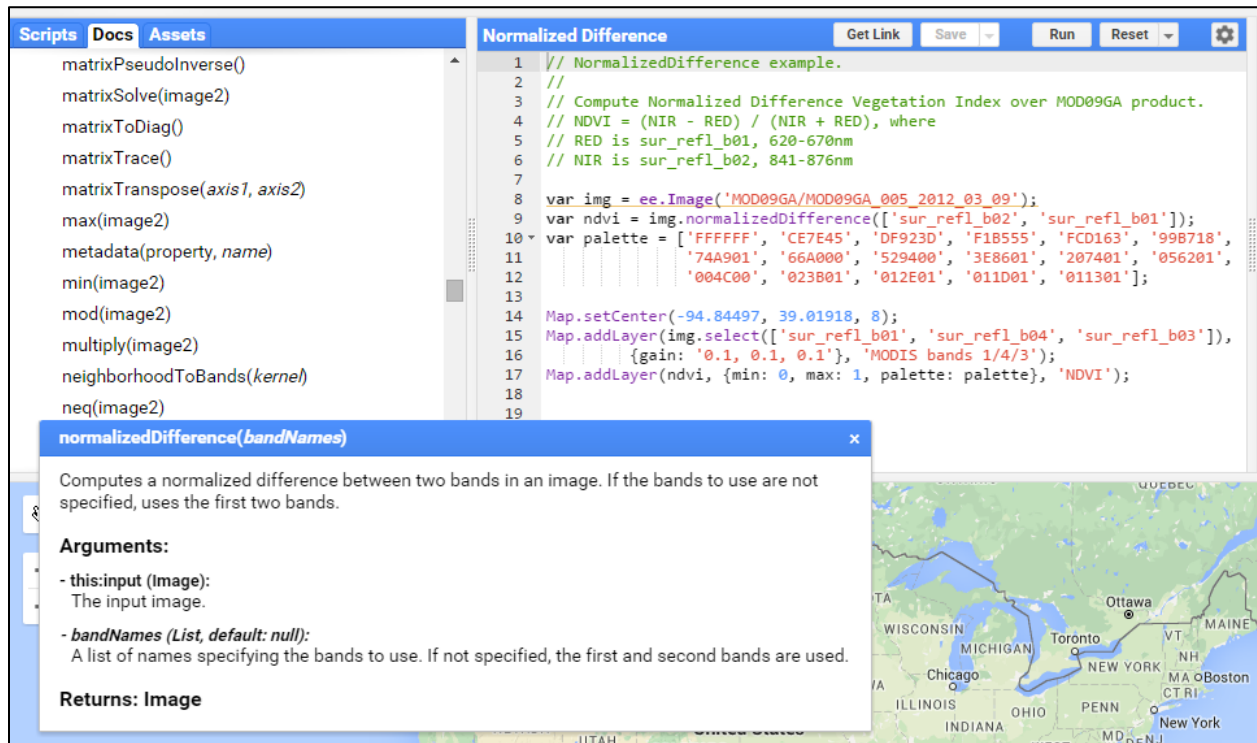 Scripts Docs Assets
matrixPseudoInverse()
matrixSolve(image2)
matrixToDiag()
matrixTrace()
matrixTranspose(axis1, axis2)
max(image2)
metadata(property, name)
min(image2)
mod(image2)
multiply(image2)
neighborhoodToBands(kernel)
neq(image2)
Normalized Difference Get Link Save Run Reset
1 // NormalizedDifference example.
2 //
3 // Compute Normalized Difference Vegetation Index over MOD09GA product.
4 // NDVI = (NIR - RED) / (NIR + RED), where
5 // RED is sur_refl_b01, 620-670nm
6 // NIR is sur_refl_b02, 841-876nm
7
8 var img = ee.Image('MOD09GA/MOD09GA_005_2012_03_09');
9 var ndvi = img.normalizedDifference(['sur_refl_b02', 'sur_refl_b01']);
10 var palette = ['FFFFFF', 'CE7E45', 'DF923D', 'F1B555', 'FCD163', '99B718',
11 '74A901', '66A000', '529400', '3E8601', '207401', '056201',
12 '004C00', '023B01', '012E01', '011D01', '011301'];
13
14 Map.setCenter(-94.84497, 39.01918, 8);
15 Map.addLayer(img.select(['sur_refl_b01', 'sur_refl_b04', 'sur_refl_b03']),
16 {gain: '0.1, 0.1, 0.1'}, 'MODIS bands 1/4/3');
17 Map.addLayer(ndvi, {min: 0, max: 1, palette: palette}, 'NDVI');
18
19
normalizedDifference(bandNames) ×
Computes a normalized difference between two bands in an image. If the bands to use are not
specified, uses the first two bands.
Arguments:
- this:input (Image):
The input image.
- bandNames (List, default: null):
A list of names specifying the bands to use. If not specified, the first and second bands are used.
Returns: Image
QUEBEC
Ottawa
WISCONSIN
MAINE
Toronto
VT
MICHIGAN
NH
NEW YORK
Chicago
MA Boston
CT RI
ILLINOIS
OHIO
PENN
INDIANA
New York
MD
DE NJ
United States
UTAH